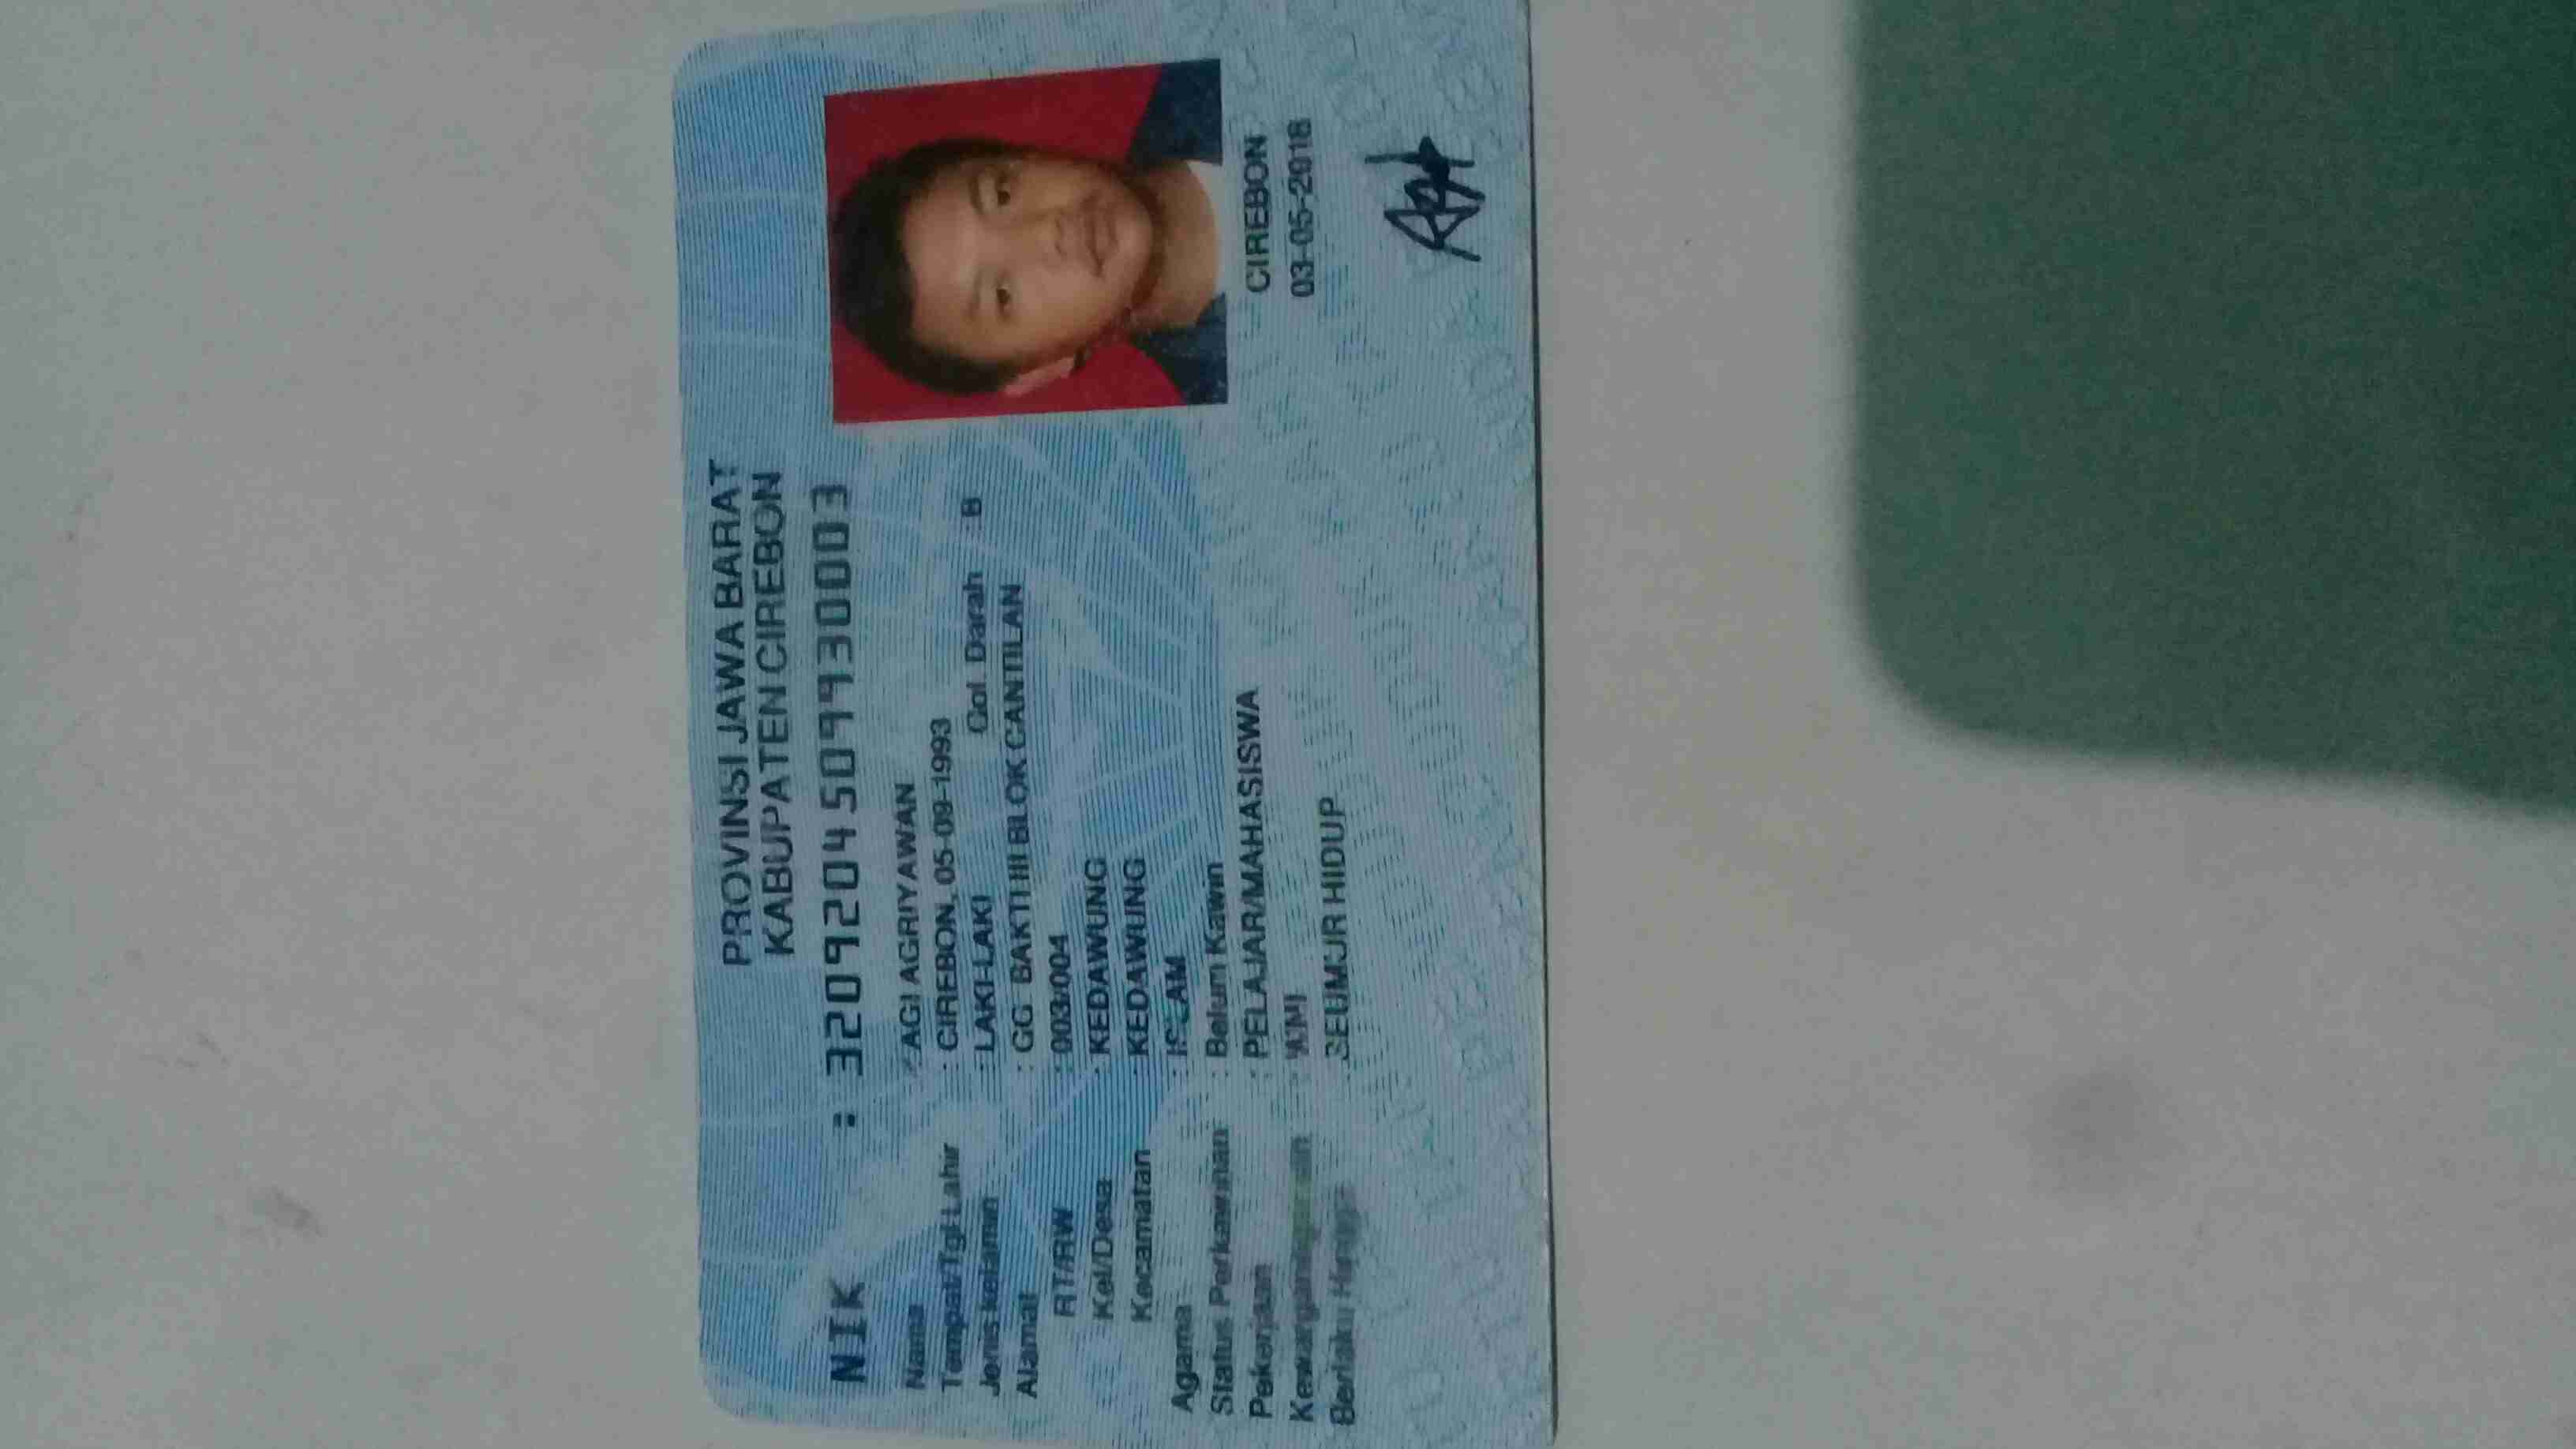 PROVINSI JAWA BARAT
KABUPATEN CIREBON
NIK : 3209204509930003
Nama : AGI AGRIYAWAN
Tempat/Tgl Lahir : CIREBON, 05-09-1993
Jenis kelamin : LAKI-LAKI Gol. Darah : B
Alamat : GG BAKTI III BLOK CANTILAN
RT/RW : 003/004
Kel/Desa : KEDAWUNG
Kecamatan : KEDAWUNG
Agama : ISLAM
Status Perkawinan : Belum Kawin
Pekerjaan : PELAJAR/MAHASISWA
Kewarganegaraan : WNI
Berlaku Hingga : SEUMUR HIDUP
CIREBON
03-05-2018